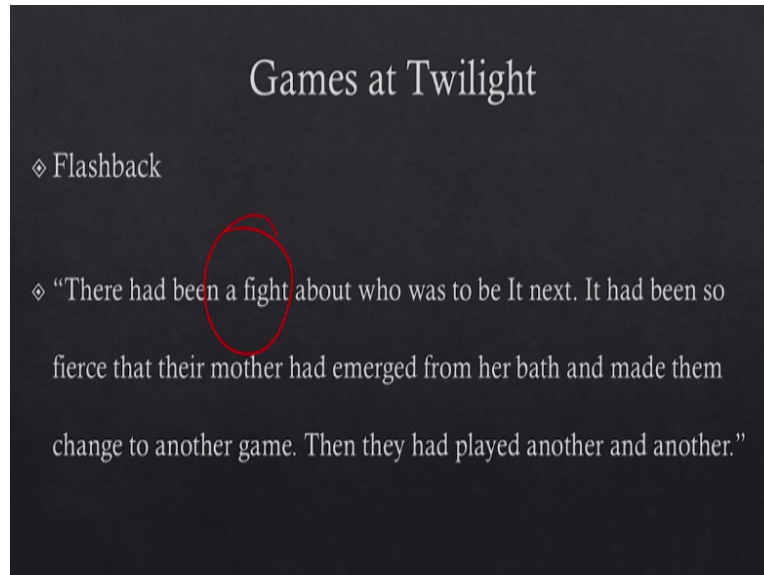 Games at Twilight
Flashback
“There had been a fight about who was to be It next. It had been so
fierce that their mother had emerged from her bath and made them
change to another game. Then they had played another and another.”